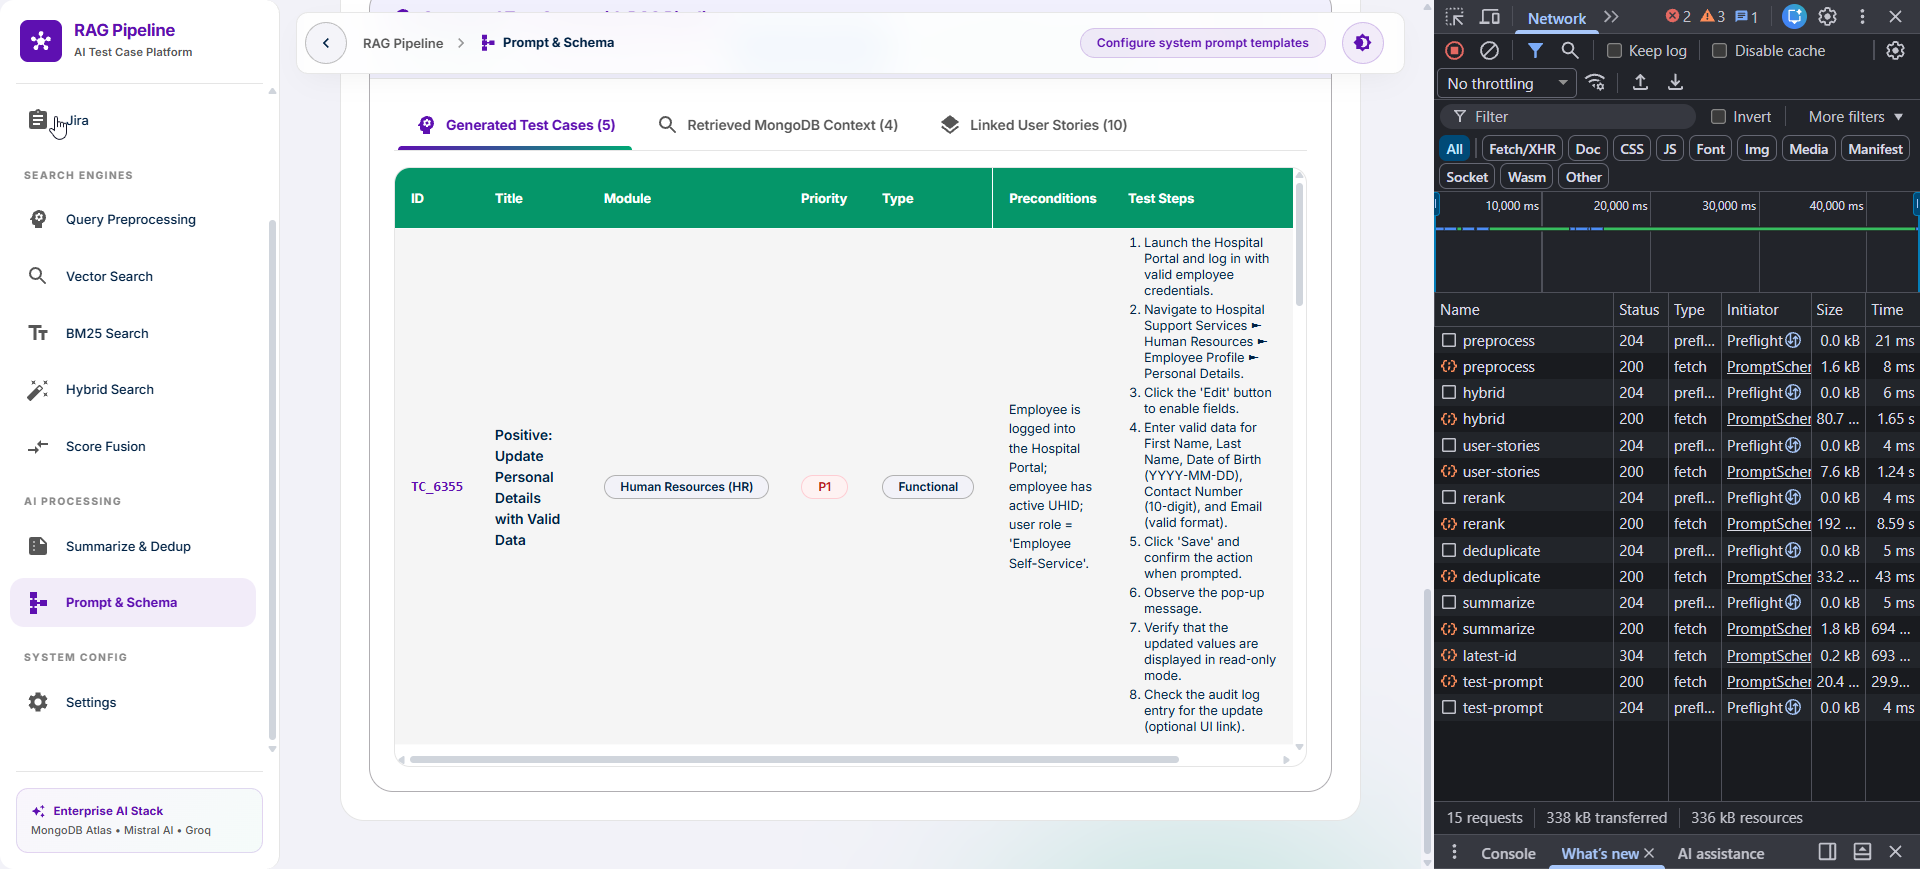 RAG Pipeline
AI Test Case Platform
Jira
SEARCH ENGINES
Query Preprocessing
Vector Search
BM25 Search
Hybrid Search
Score Fusion
AI PROCESSING
Summarize & Dedup
Prompt & Schema
SYSTEM CONFIG
Settings
Enterprise AI Stack
MongoDB Atlas • Mistral AI • Groq
RAG Pipeline > Prompt & Schema
Configure system prompt templates
Generated Test Cases (5)
Retrieved MongoDB Context (4)
Linked User Stories (10)
ID Title Module Priority Type Preconditions Test Steps
TC_6355
Positive:
Update
Personal
Details
with Valid
Data
Human Resources (HR)
P1
Functional
Employee is
logged into
the Hospital
Portal;
employee has
active UHID;
user role =
'Employee
Self-Service'.
1. Launch the Hospital
Portal and log in with
valid employee
credentials.
2. Navigate to Hospital
Support Services ➼
Human Resources ➼
Employee Profile ➼
Personal Details.
3. Click the 'Edit' button
to enable fields.
4. Enter valid data for
First Name, Last
Name, Date of Birth
(YYYY-MM-DD),
Contact Number
(10-digit), and Email
(valid format).
5. Click 'Save' and
confirm the action
when prompted.
6. Observe the pop-up
message.
7. Verify that the
updated values are
displayed in read-only
mode.
8. Check the audit log
entry for the update
(optional UI link).
Network 2 3 1
Keep log Disable cache
No throttling
Filter Invert More filters
All Fetch/XHR Doc CSS JS Font Img Media Manifest
Socket Wasm Other
10,000 ms 20,000 ms 30,000 ms 40,000 ms
Name Status Type Initiator Size Time
preprocess 204 prefl... Preflight 0.0 kB 21 ms
preprocess 200 fetch PromptScher 1.6 kB 8 ms
hybrid 204 prefl... Preflight 0.0 kB 6 ms
hybrid 200 fetch PromptScher 80.7 ... 1.65 s
user-stories 204 prefl... Preflight 0.0 kB 4 ms
user-stories 200 fetch PromptScher 7.6 kB 1.24 s
rerank 204 prefl... Preflight 0.0 kB 4 ms
rerank 200 fetch PromptScher 192 ... 8.59 s
deduplicate 204 prefl... Preflight 0.0 kB 5 ms
deduplicate 200 fetch PromptScher 33.2 ... 43 ms
summarize 204 prefl... Preflight 0.0 kB 5 ms
summarize 200 fetch PromptScher 1.8 kB 694 ...
latest-id 304 fetch PromptScher 0.2 kB 693 ...
test-prompt 200 fetch PromptScher 20.4 ... 29.9...
test-prompt 204 prefl... Preflight 0.0 kB 4 ms
15 requests 338 kB transferred 336 kB resources
Console What's new AI assistance